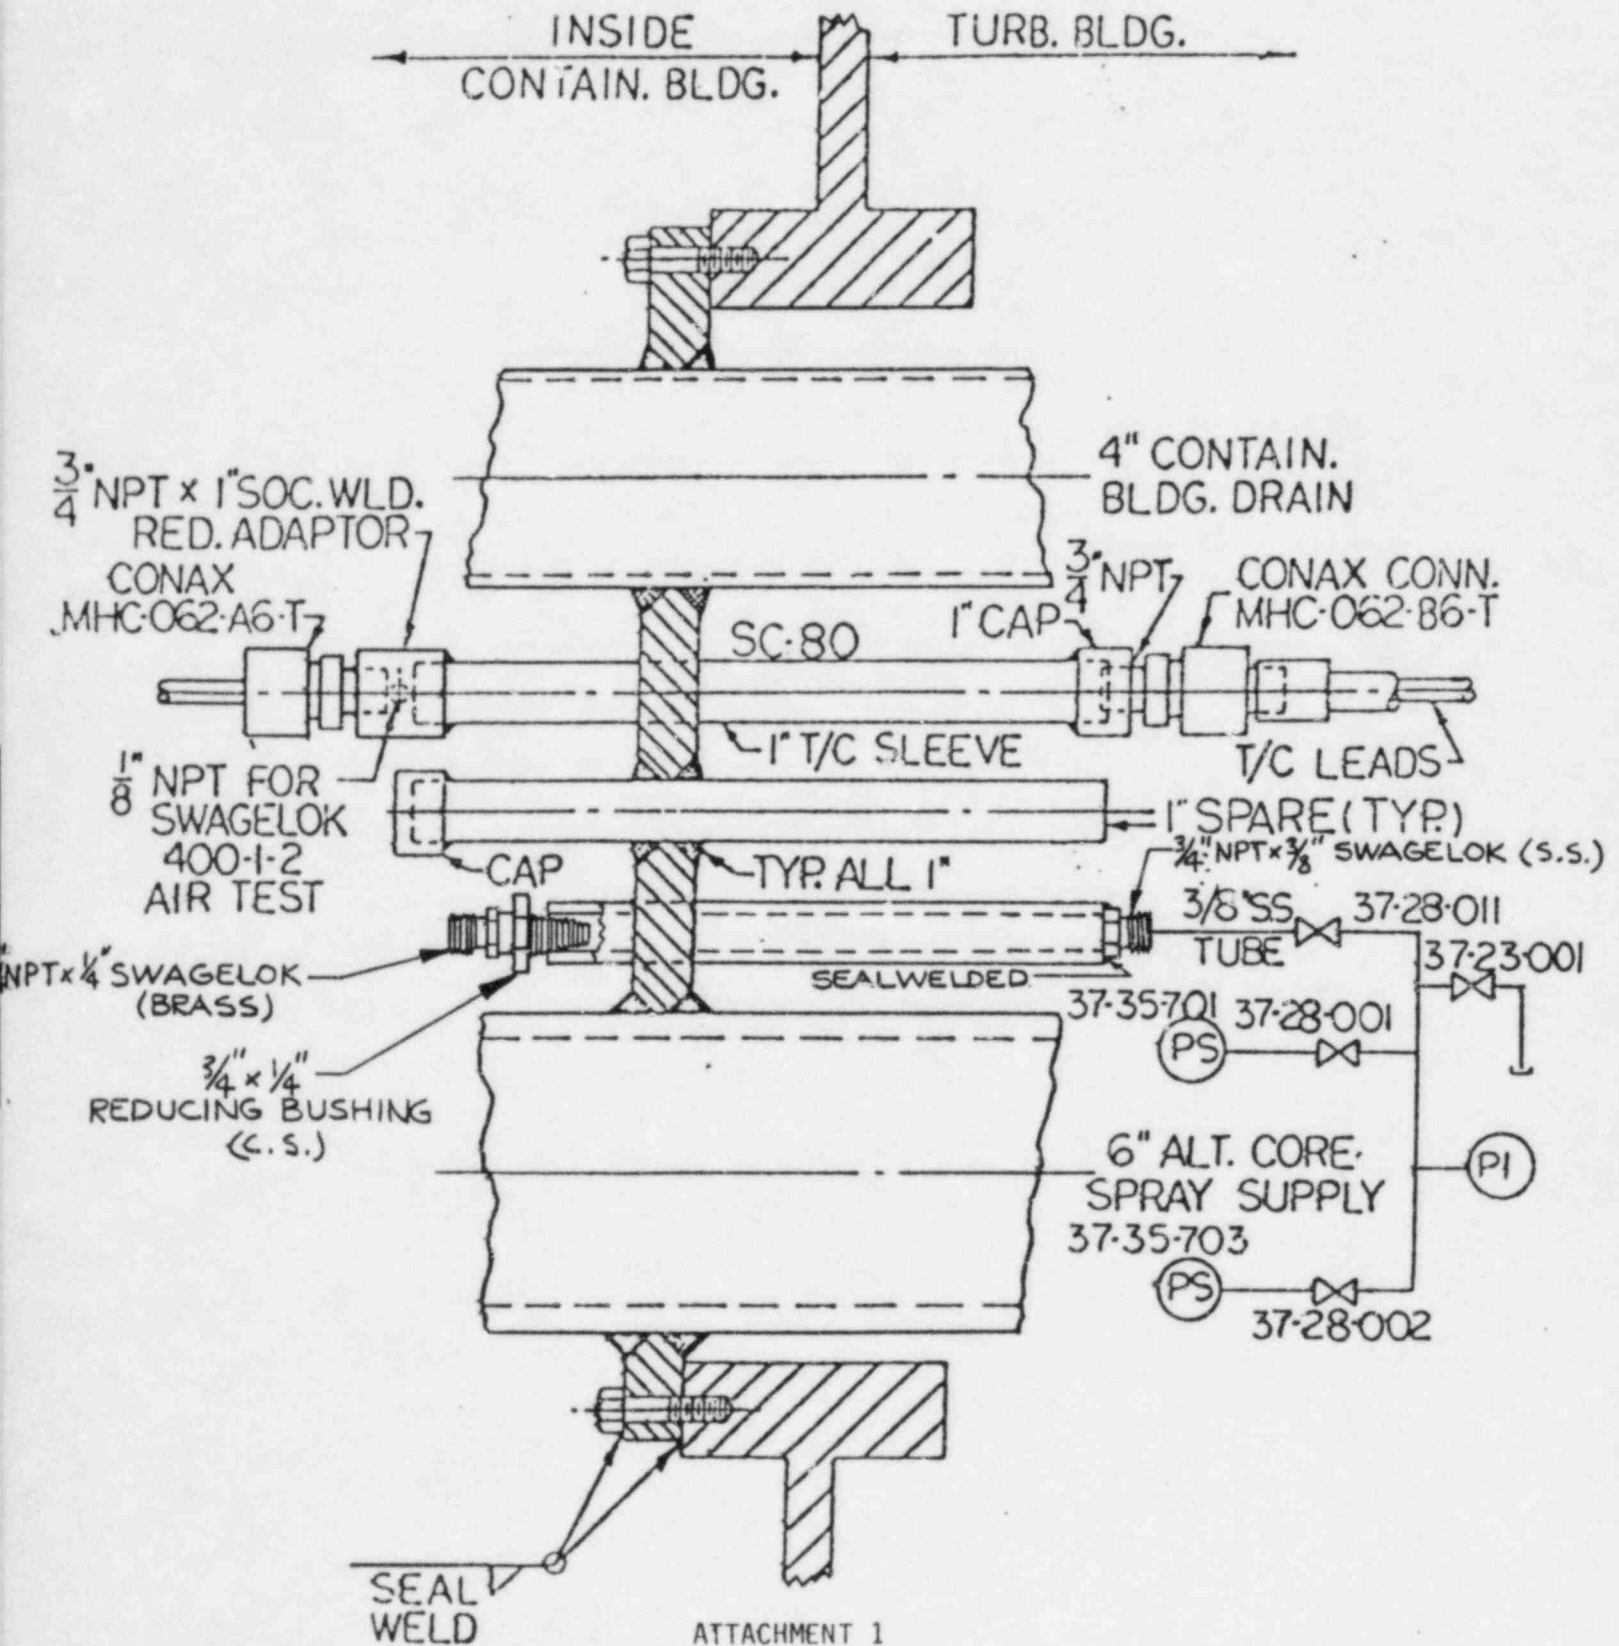 INSIDE
CONTAIN. BLDG.
TURB. BLDG.
4" CONTAIN.
BLDG. DRAIN
3/4" NPT x 1" SOC. WLD.
RED. ADAPTOR
CONAX
MHC-062-A6-T
SC-80
1" CAP
3/4" NPT
CONAX CONN.
MHC-062-B6-T
1" T/C SLEEVE
T/C LEADS
1/8" NPT FOR
SWAGELOK
400-1-2
AIR TEST
CAP
TYP. ALL 1"
1" SPARE (TYP.)
3/4" NPT x 3/8" SWAGELOK (S.S.)
3/8" SS
TUBE
37-28-011
37-23-001
NPT x 1/4" SWAGELOK
(BRASS)
SEALWELDED
37-35-701
37-28-001
PS
3/4" x 1/4"
REDUCING BUSHING
(C.S.)
6" ALT. CORE-
SPRAY SUPPLY
PI
37-35-703
PS
37-28-002
SEAL
WELD
ATTACHMENT 1